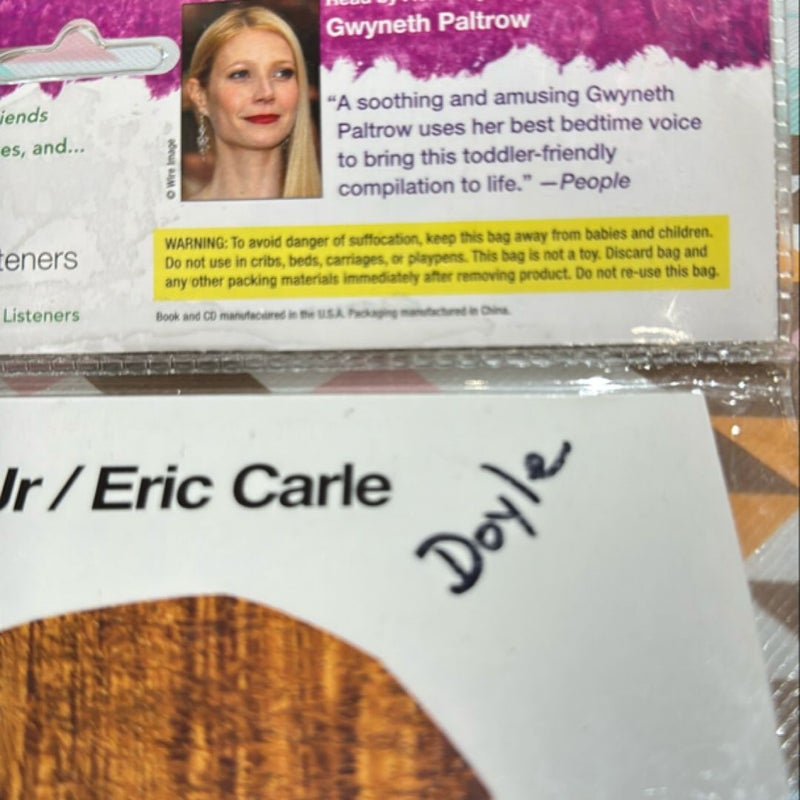 Gwyneth Paltrow
"A soothing and amusing Gwyneth
Paltrow uses her best bedtime voice
to bring this toddler-friendly
compilation to life." —People
© Wire Image
iends
es, and...
teners
Listeners
WARNING: To avoid danger of suffocation, keep this bag away from babies and children.
Do not use in cribs, beds, carriages, or playpens. This bag is not a toy. Discard bag and
any other packing materials immediately after removing product. Do not re-use this bag.
Book and CD manufactured in the U.S.A. Packaging manufactured in China.
Jr / Eric Carle
Doyle